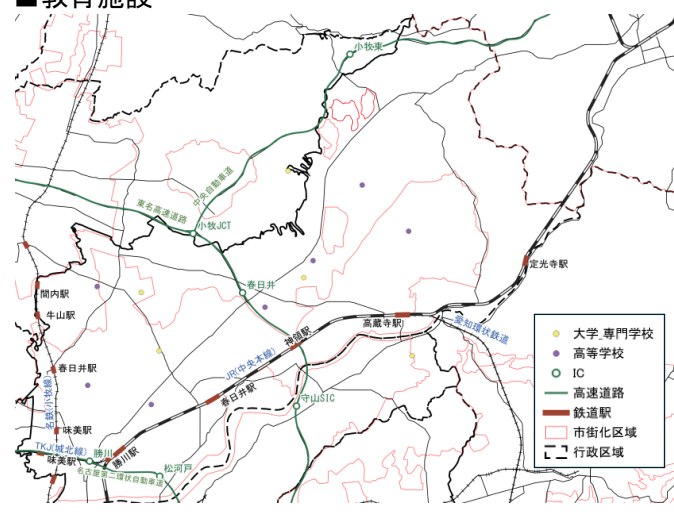 ■教育施設
小牧東
中央自動車道
東名高速道路
小牧JCT
春日井
定光寺駅
間内駅
牛山駅
高蔵寺駅
愛知環状鉄道
神領駅
JR(中央本線)
春日井駅
春日井駅
名鉄(小牧線)
守山SIC
味美駅
TKJ(城北線)
勝川
味美駅
勝川駅
松河戸
名古屋第二環状自動車道
大学_専門学校
高等学校
IC
高速道路
鉄道駅
市街化区域
行政区域